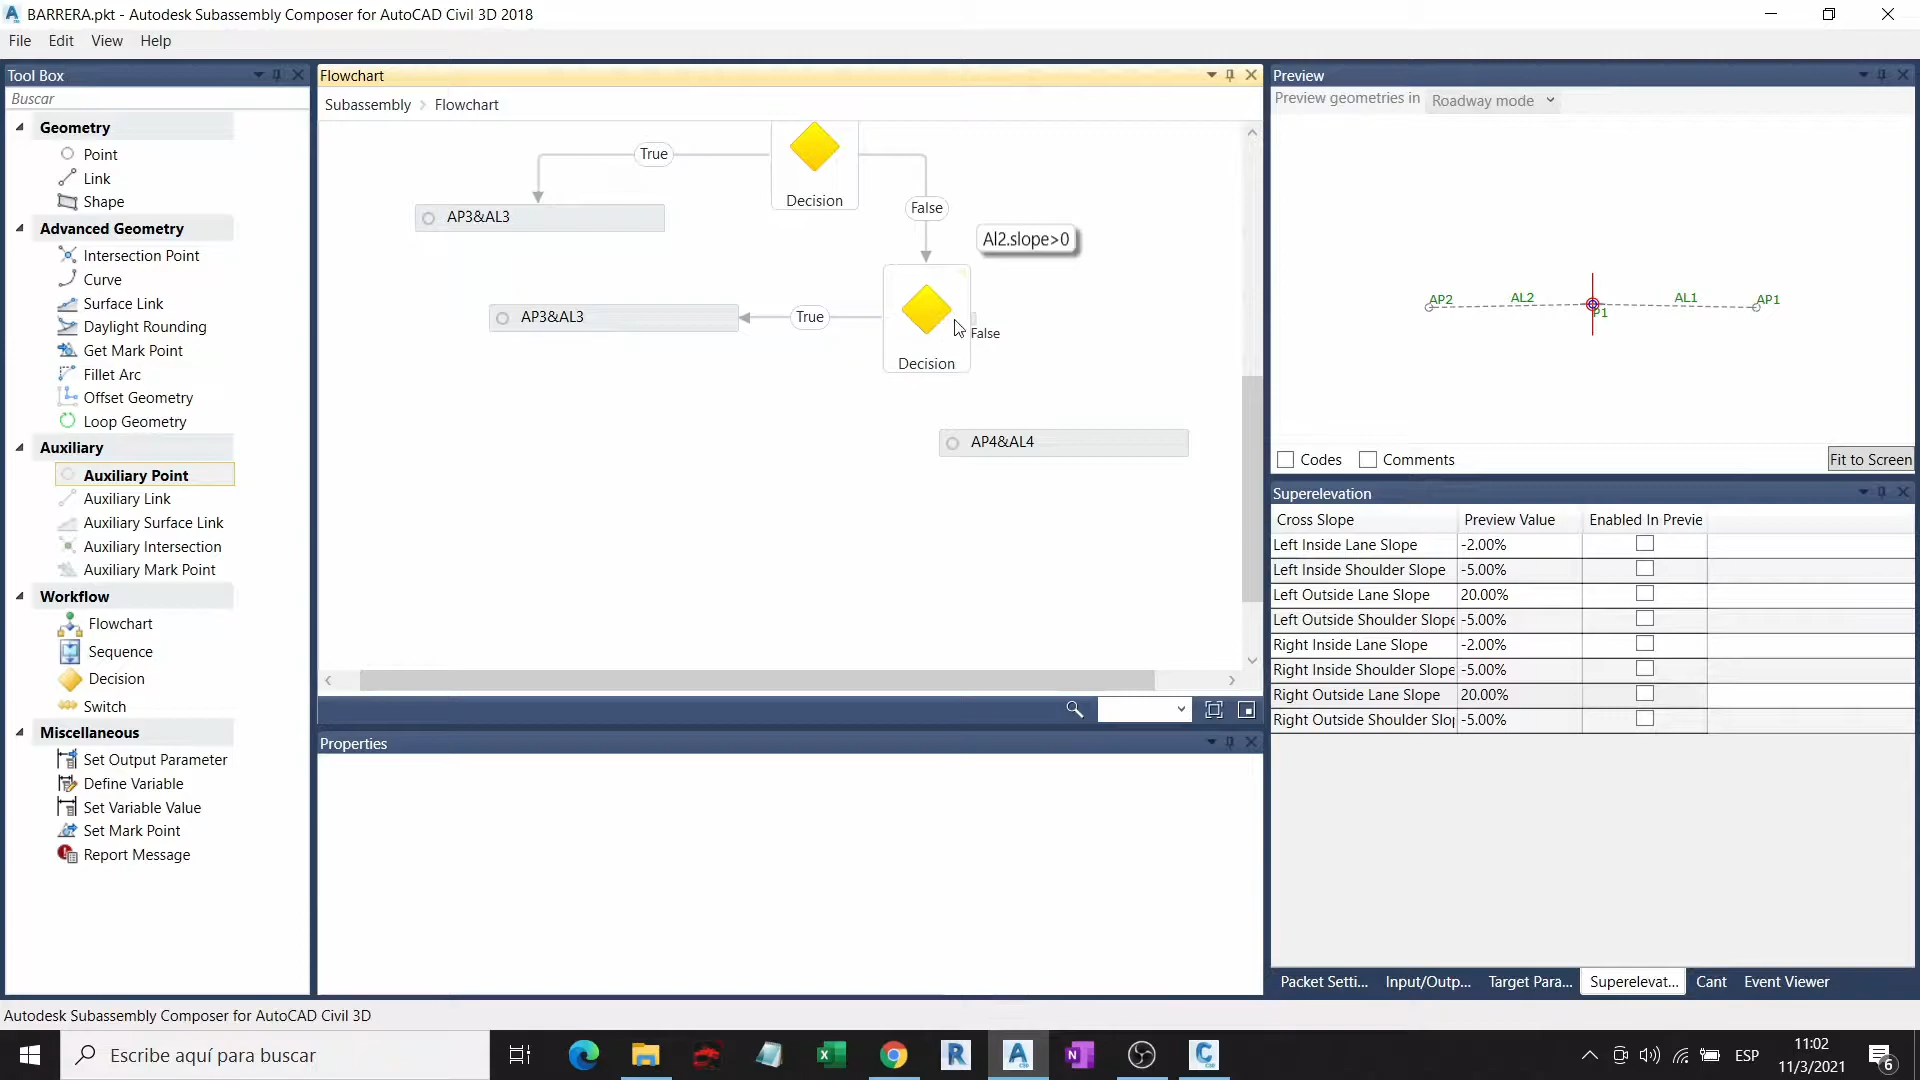 BARRERA.pkt - Autodesk Subassembly Composer for AutoCAD Civil 3D 2018
File Edit View Help
Tool Box
Buscar
Geometry
Point
Link
Shape
Advanced Geometry
Intersection Point
Curve
Surface Link
Daylight Rounding
Get Mark Point
Fillet Arc
Offset Geometry
Loop Geometry
Auxiliary
Auxiliary Point
Auxiliary Link
Auxiliary Surface Link
Auxiliary Intersection
Auxiliary Mark Point
Workflow
Flowchart
Sequence
Decision
Switch
Miscellaneous
Set Output Parameter
Define Variable
Set Variable Value
Set Mark Point
Report Message
Flowchart
Subassembly > Flowchart
True
Decision
AP3&AL3
False
Al2.slope>0
AP3&AL3
True
False
Decision
AP4&AL4
Properties
Preview
Preview geometries in Roadway mode
AP2 AL2 P1 AL1 AP1
Codes Comments Fit to Screen
Superelevation
Cross Slope Preview Value Enabled In Previe
Left Inside Lane Slope -2.00%
Left Inside Shoulder Slope -5.00%
Left Outside Lane Slope 20.00%
Left Outside Shoulder Slope -5.00%
Right Inside Lane Slope -2.00%
Right Inside Shoulder Slope -5.00%
Right Outside Lane Slope 20.00%
Right Outside Shoulder Slo -5.00%
Packet Setti... Input/Outp... Target Para... Superelevat... Cant Event Viewer
Autodesk Subassembly Composer for AutoCAD Civil 3D
Escribe aquí para buscar
ESP
11:02
11/3/2021
6